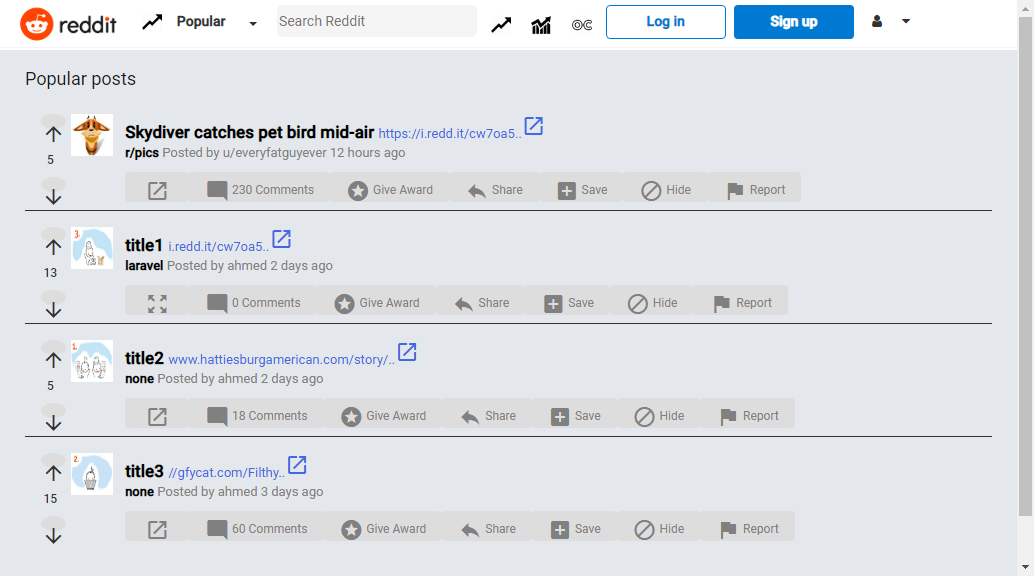 reddit Popular Search Reddit OC Log in Sign up
Popular posts
Skydiver catches pet bird mid-air https://i.redd.it/cw7oa5..
r/pics Posted by u/everyfatguyever 12 hours ago
5
230 Comments Give Award Share Save Hide Report
3.
title1 i.redd.it/cw7oa5..
laravel Posted by ahmed 2 days ago
13
0 Comments Give Award Share Save Hide Report
1.
title2 www.hattiesburgamerican.com/story/..
none Posted by ahmed 2 days ago
5
18 Comments Give Award Share Save Hide Report
2.
title3 //gfycat.com/Filthy..
none Posted by ahmed 3 days ago
15
60 Comments Give Award Share Save Hide Report